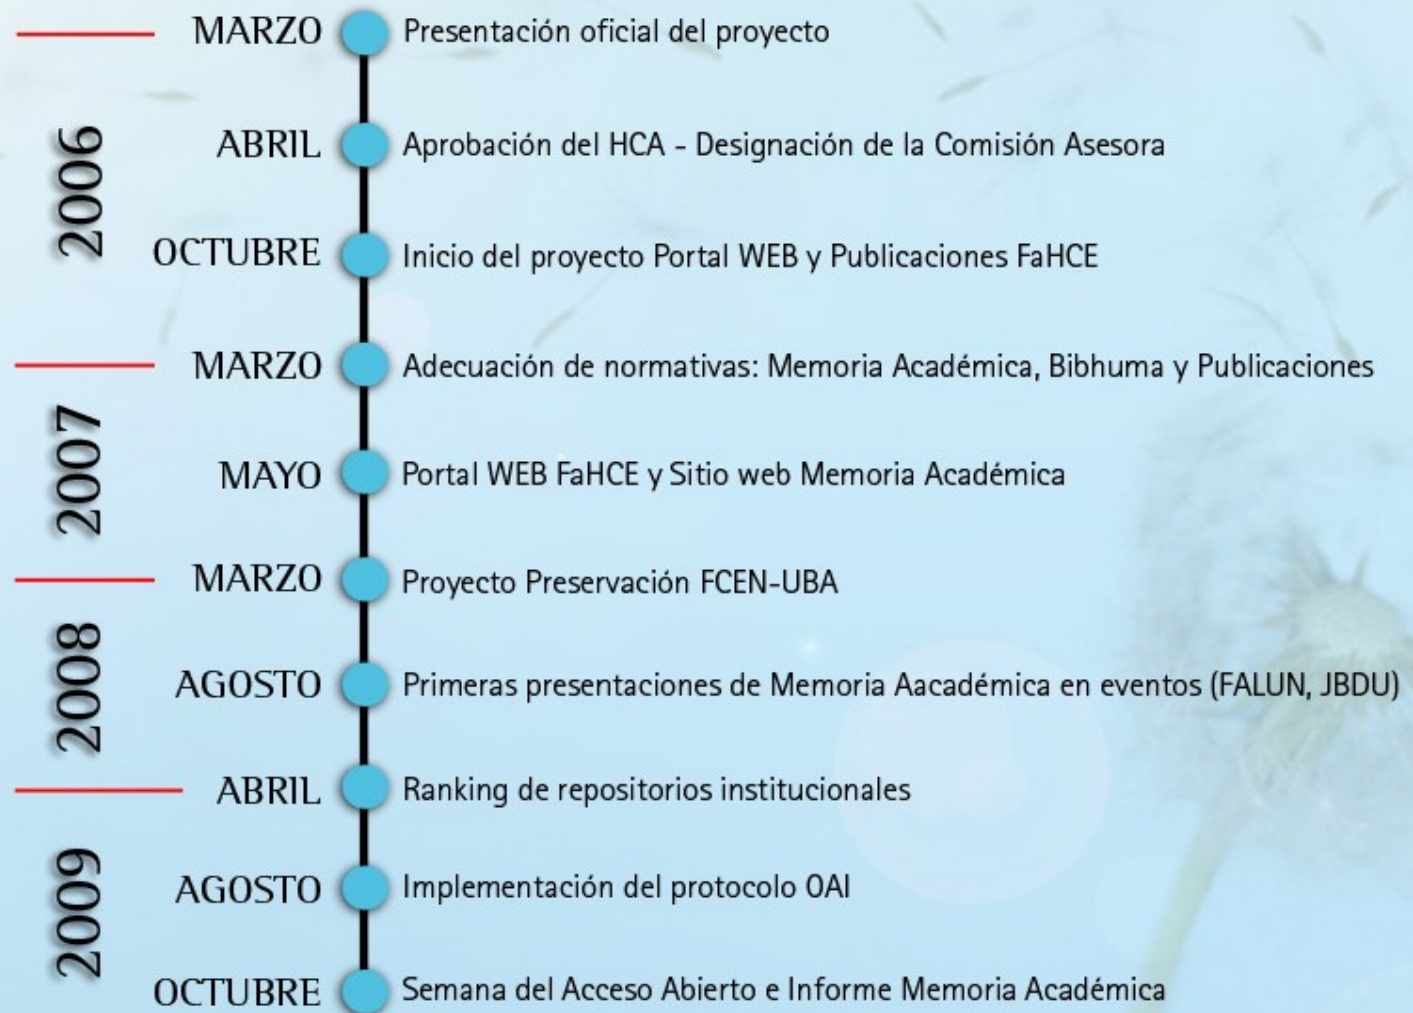 MARZO Presentación oficial del proyecto
2006
ABRIL Aprobación del HCA - Designación de la Comisión Asesora
OCTUBRE Inicio del proyecto Portal WEB y Publicaciones FaHCE
MARZO Adecuación de normativas: Memoria Académica, Bibhuma y Publicaciones
2007
MAYO Portal WEB FaHCE y Sitio web Memoria Académica
MARZO Proyecto Preservación FCEN-UBA
2008
AGOSTO Primeras presentaciones de Memoria Aacadémica en eventos (FALUN, JBDU)
ABRIL Ranking de repositorios institucionales
2009
AGOSTO Implementación del protocolo OAI
OCTUBRE Semana del Acceso Abierto e Informe Memoria Académica